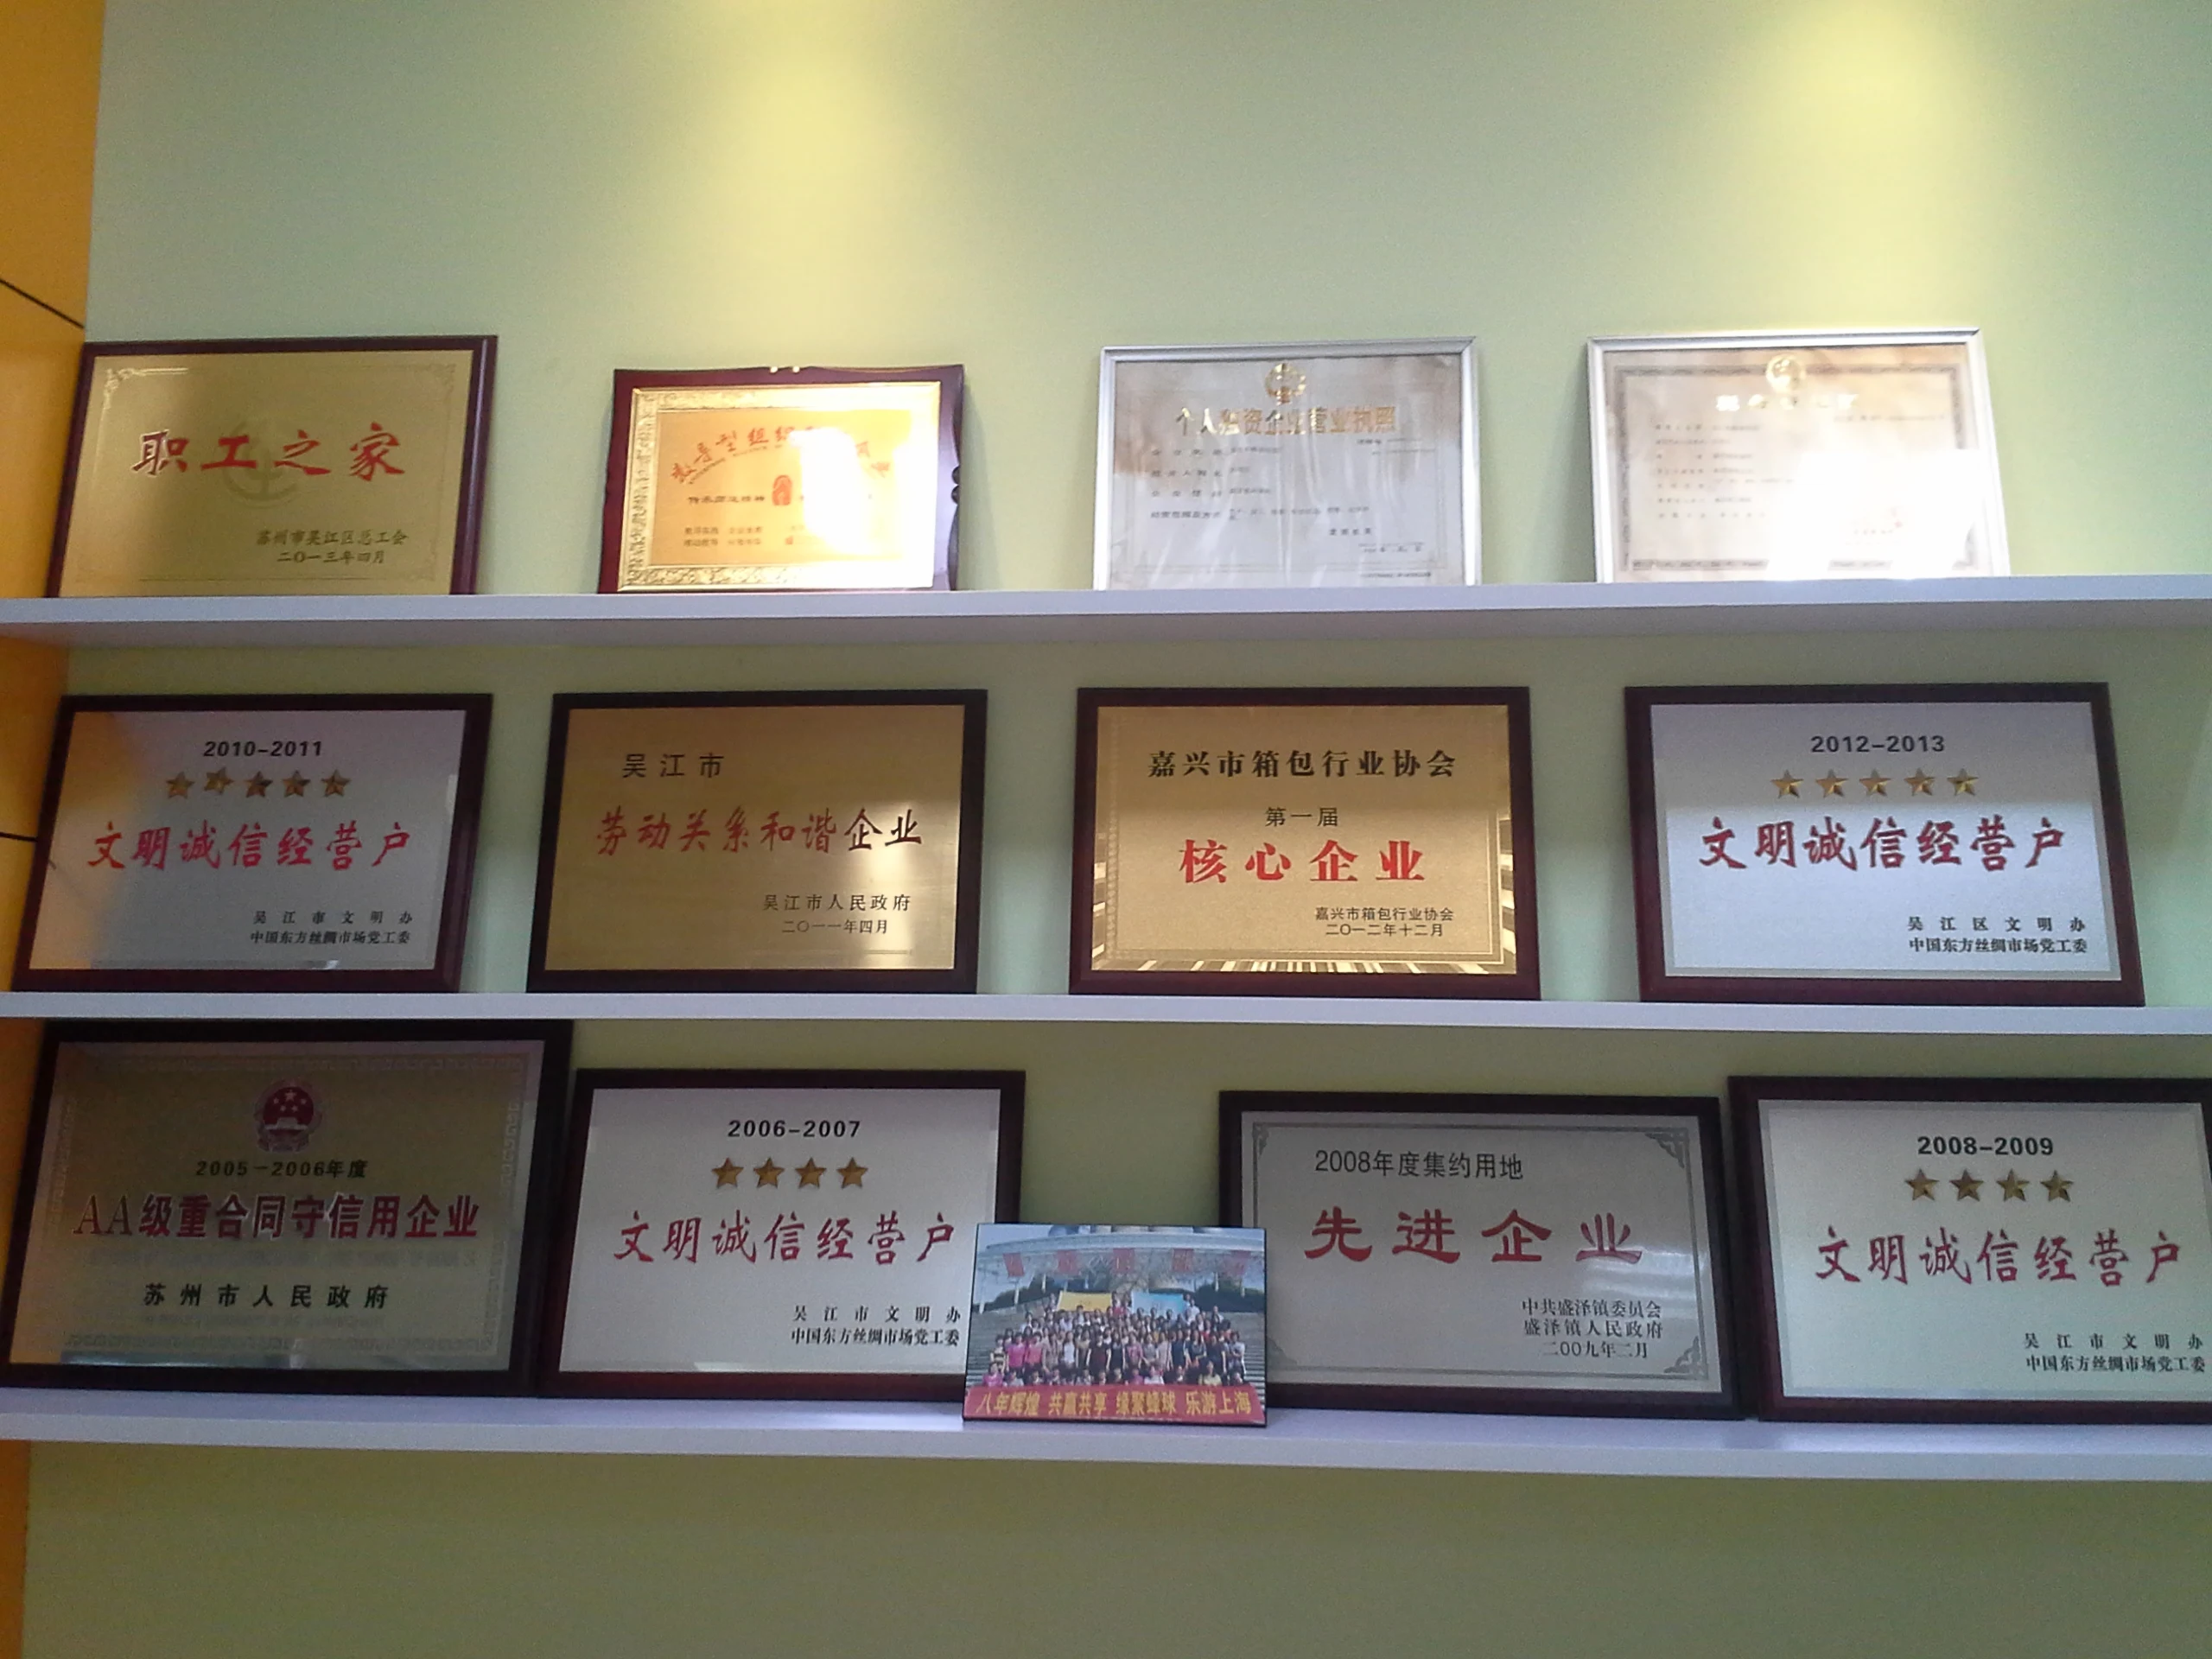 职工之家
苏州市吴江区总工会
二〇一三年四月
个人独资企业营业执照
2010-2011
文明诚信经营户
吴江市文明办
中国东方丝绸市场党工委
吴江市
劳动关系和谐企业
吴江市人民政府
二〇一一年四月
嘉兴市箱包行业协会
第一届
核心企业
嘉兴市箱包行业协会
二〇一二年十二月
2012-2013
文明诚信经营户
吴江区文明办
中国东方丝绸市场党工委
2005-2006年度
AA级重合同守信用企业
苏州市人民政府
2006-2007
文明诚信经营户
吴江市文明办
中国东方丝绸市场党工委
八年辉煌 共赢共享 缘聚蜂球 乐游上海
2008年度集约用地
先进企业
中共盛泽镇委员会
盛泽镇人民政府
二00九年二月
2008-2009
文明诚信经营户
吴江市文明办
中国东方丝绸市场党工委